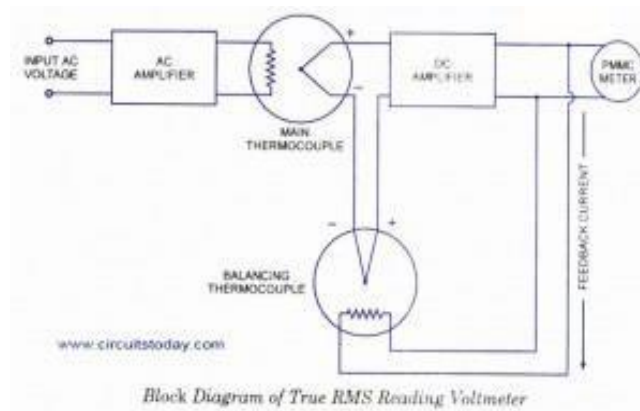 INPUT AC
VOLTAGE
AC
AMPLIFIER
+
−
MAIN
THERMOCOUPLE
DC
AMPLIFIER
PMMC
METER
FEEDBACK CURRENT
−
+
BALANCING
THERMOCOUPLE
www.circuitstoday.com
Block Diagram of True RMS Reading Voltmeter